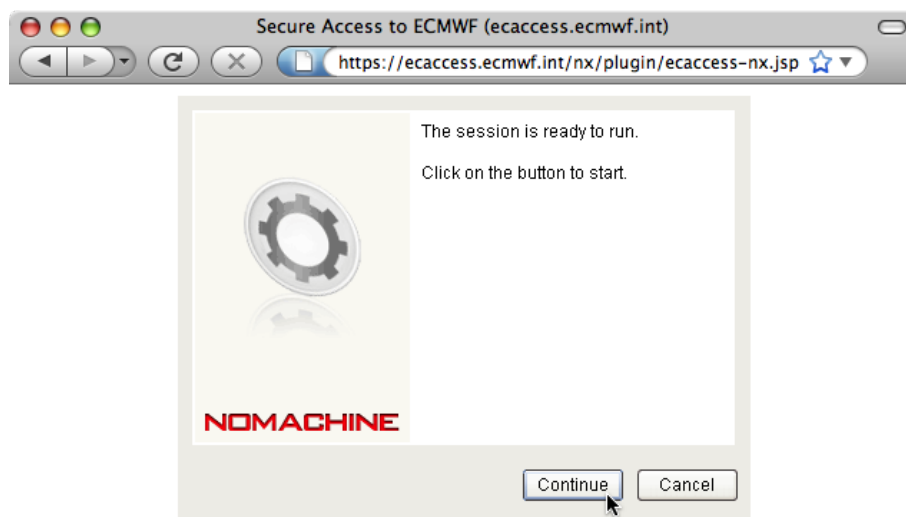 Secure Access to ECMWF (ecaccess.ecmwf.int)
https://ecaccess.ecmwf.int/nx/plugin/ecaccess-nx.jsp
The session is ready to run.
Click on the button to start.
NOMACHINE
Continue Cancel